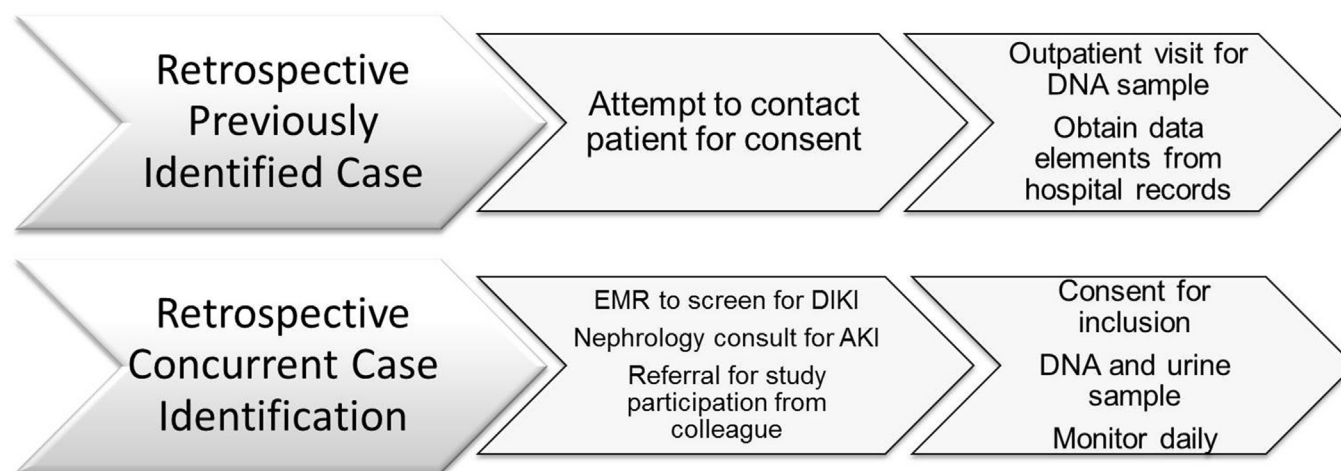 Retrospective
Previously
Identified Case
Attempt to contact
patient for consent
Outpatient visit for
DNA sample
Obtain data
elements from
hospital records
Retrospective
Concurrent Case
Identification
EMR to screen for DIKI
Nephrology consult for AKI
Referral for study
participation from
colleague
Consent for
inclusion
DNA and urine
sample
Monitor daily